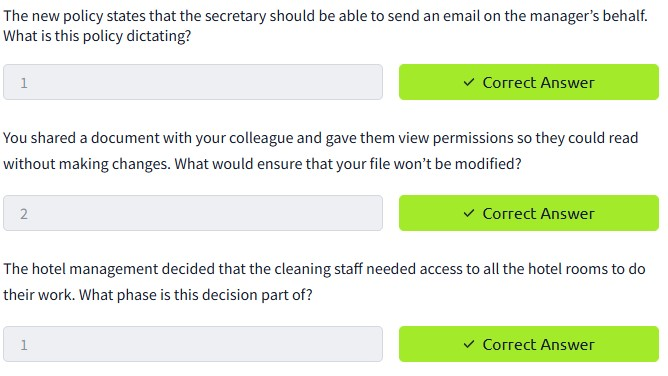 The new policy states that the secretary should be able to send an email on the manager’s behalf.
What is this policy dictating?
1
✓ Correct Answer
You shared a document with your colleague and gave them view permissions so they could read
without making changes. What would ensure that your file won’t be modified?
2
✓ Correct Answer
The hotel management decided that the cleaning staff needed access to all the hotel rooms to do
their work. What phase is this decision part of?
1
✓ Correct Answer